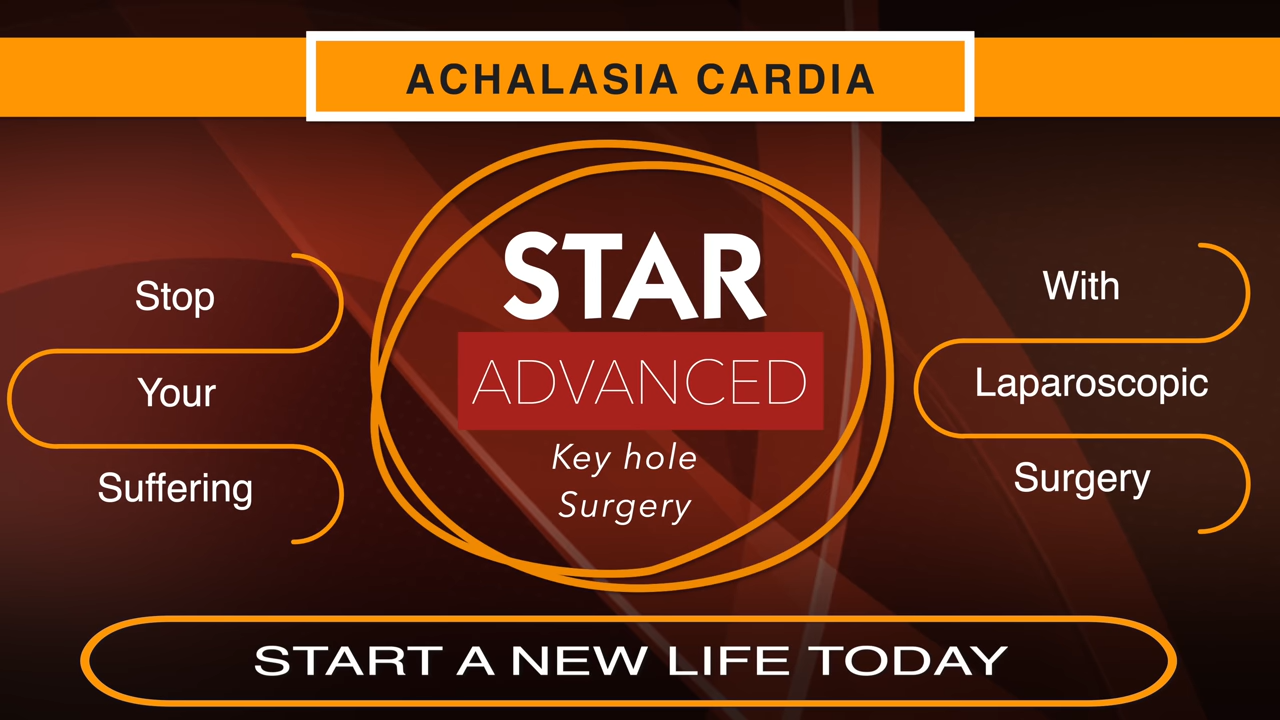 ACHALASIA CARDIA
Stop
Your
Suffering
STAR
ADVANCED
Key hole
Surgery
With
Laparoscopic
Surgery
START A NEW LIFE TODAY